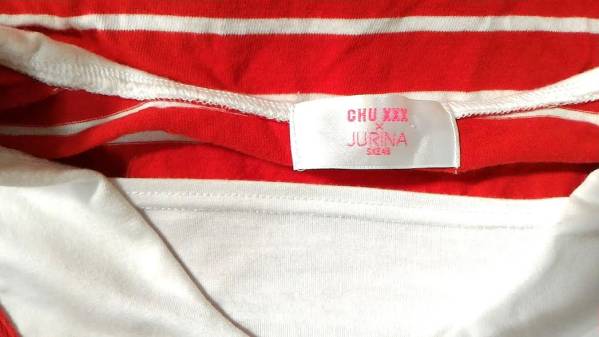 CHU XXX
×
JURINA
SKE48